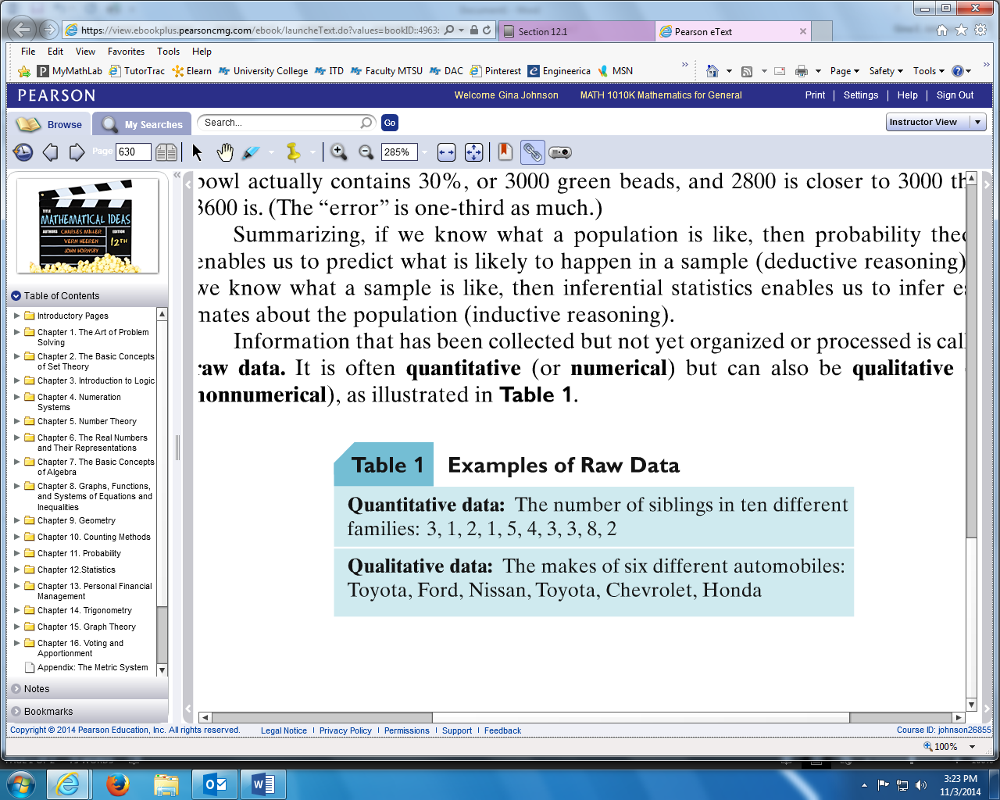 https://view.ebookplus.pearsoncmg.com/ebook/launcheText.do?values=bookID::4963:
Section 12.1
Pearson eText
File Edit View Favorites Tools Help
MyMathLab TutorTrac Elearn University College ITD Faculty MTSU DAC Pinterest Engineerica MSN
Page Safety Tools
PEARSON
Welcome Gina Johnson MATH 1010K Mathematics for General
Print Settings Help Sign Out
Browse My Searches Search... Go
Instructor View
Page 630 285%
TITLE
MATHEMATICAL IDEAS
AUTHORS CHARLES MILLER EDITION
VERN HEEREN 12TH
JOHN HORNSBY
Table of Contents
Introductory Pages
Chapter 1. The Art of Problem
Solving
Chapter 2. The Basic Concepts
of Set Theory
Chapter 3. Introduction to Logic
Chapter 4. Numeration
Systems
Chapter 5. Number Theory
Chapter 6. The Real Numbers
and Their Representations
Chapter 7. The Basic Concepts
of Algebra
Chapter 8. Graphs, Functions,
and Systems of Equations and
Inequalities
Chapter 9. Geometry
Chapter 10. Counting Methods
Chapter 11. Probability
Chapter 12.Statistics
Chapter 13. Personal Financial
Management
Chapter 14. Trigonometry
Chapter 15. Graph Theory
Chapter 16. Voting and
Apportionment
Appendix: The Metric System
Notes
Bookmarks
bowl actually contains 30%, or 3000 green beads, and 2800 is closer to 3000 th
3600 is. (The “error” is one-third as much.)
Summarizing, if we know what a population is like, then probability theo
enables us to predict what is likely to happen in a sample (deductive reasoning)
we know what a sample is like, then inferential statistics enables us to infer es
mates about the population (inductive reasoning).
Information that has been collected but not yet organized or processed is call
raw data. It is often quantitative (or numerical) but can also be qualitative
nonnumerical), as illustrated in Table 1.
Table 1 Examples of Raw Data
Quantitative data: The number of siblings in ten different
families: 3, 1, 2, 1, 5, 4, 3, 3, 8, 2
Qualitative data: The makes of six different automobiles:
Toyota, Ford, Nissan, Toyota, Chevrolet, Honda
Copyright © 2014 Pearson Education, Inc. All rights reserved. Legal Notice | Privacy Policy | Permissions | Support | Feedback
Course ID: johnson26855
100%
3:23 PM
11/3/2014